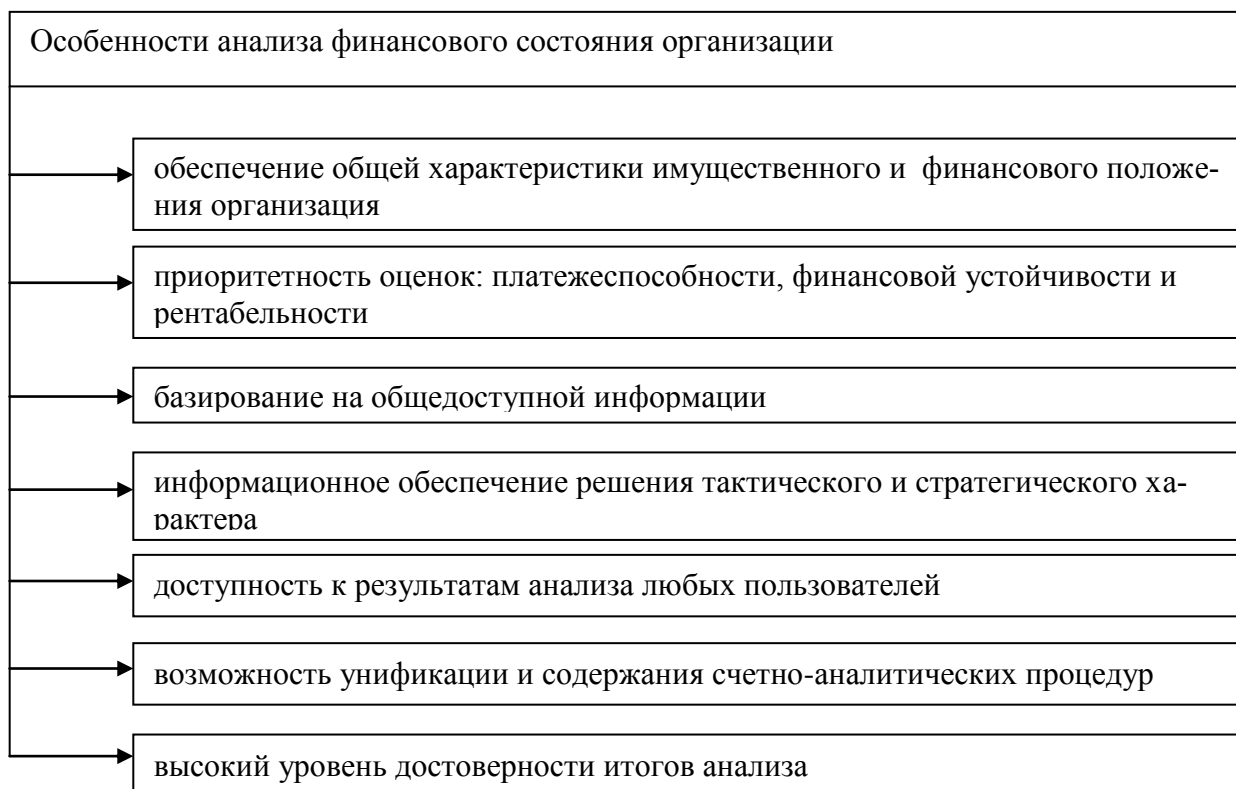 Особенности анализа финансового состояния организации
обеспечение общей характеристики имущественного и финансового положе-
ния организация
приоритетность оценок: платежеспособности, финансовой устойчивости и
рентабельности
базирование на общедоступной информации
информационное обеспечение решения тактического и стратегического ха-
рактера
доступность к результатам анализа любых пользователей
возможность унификации и содержания счетно-аналитических процедур
высокий уровень достоверности итогов анализа